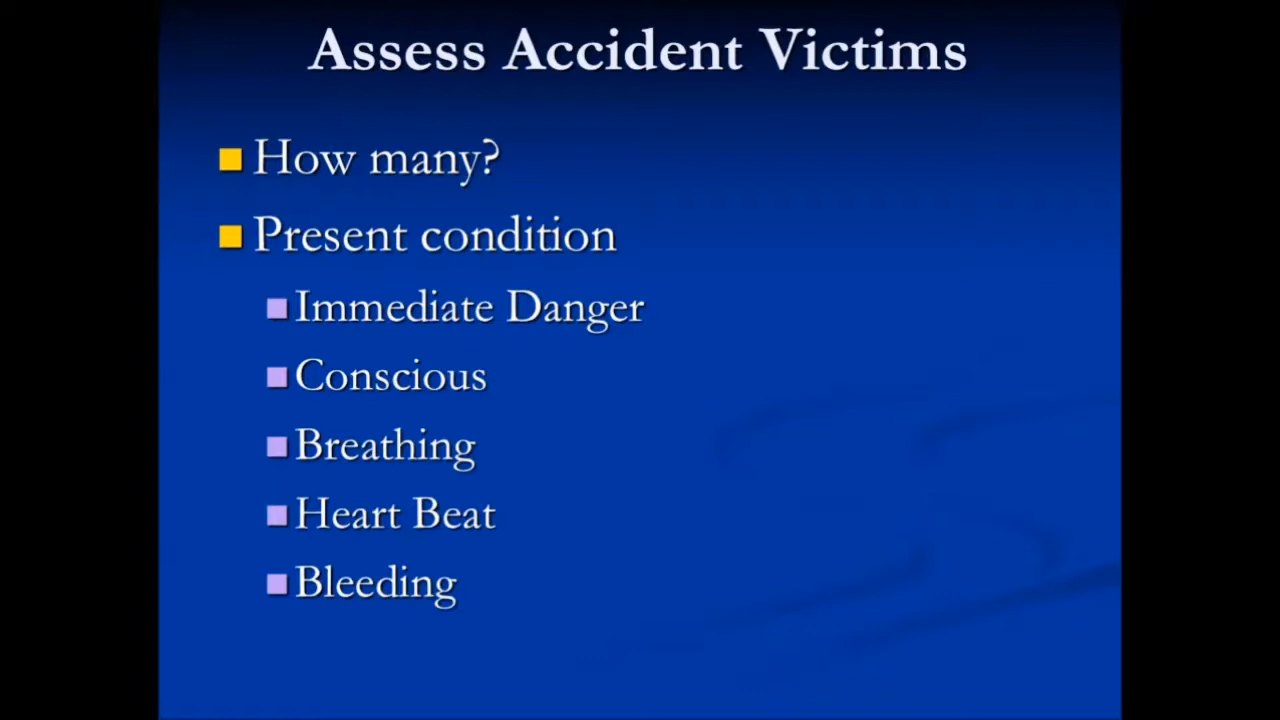 Assess Accident Victims
How many?
Present condition
Immediate Danger
Conscious
Breathing
Heart Beat
Bleeding